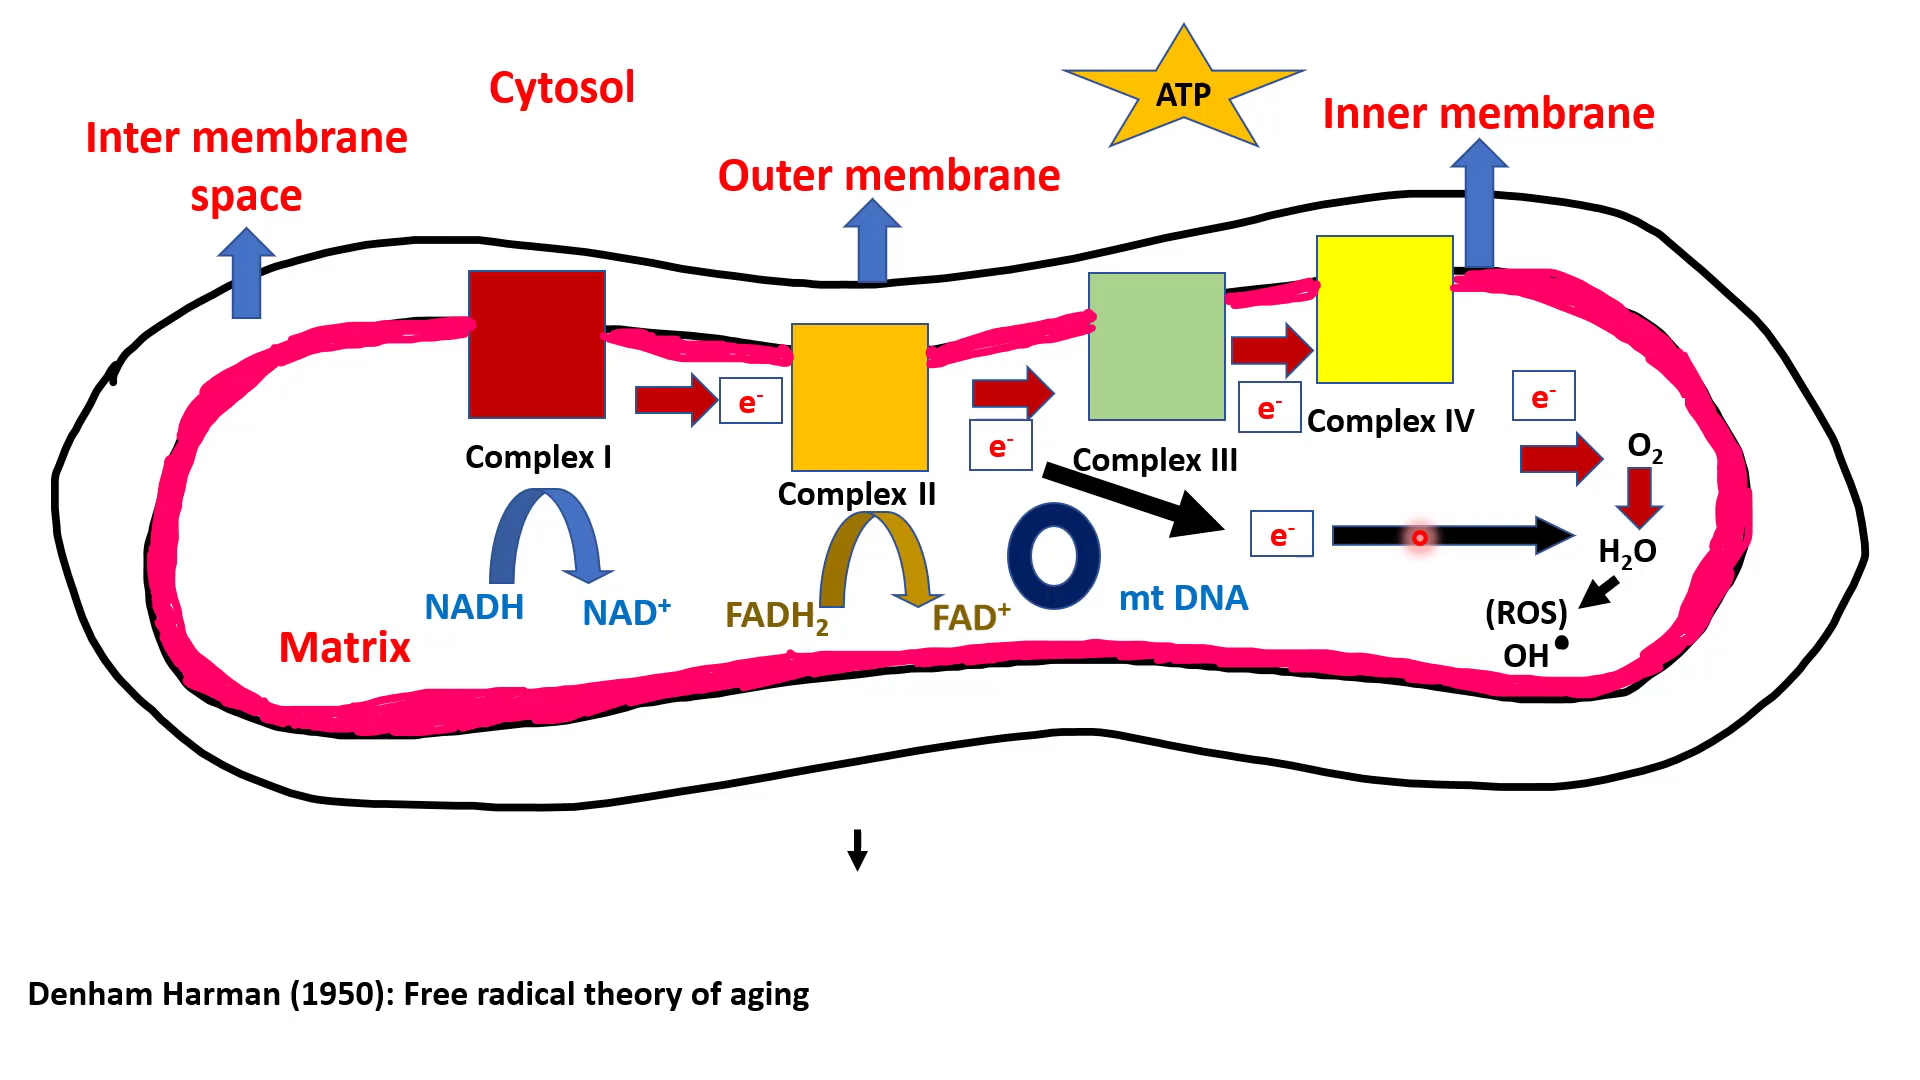 Cytosol
ATP
Inter membrane
space
Inner membrane
Outer membrane
e⁻
e⁻
e⁻
e⁻
Complex I
Complex II
Complex III
Complex IV
O₂
e⁻
H₂O
NADH
NAD⁺
FADH₂
FAD⁺
mt DNA
(ROS)
OH•
Matrix
Denham Harman (1950): Free radical theory of aging